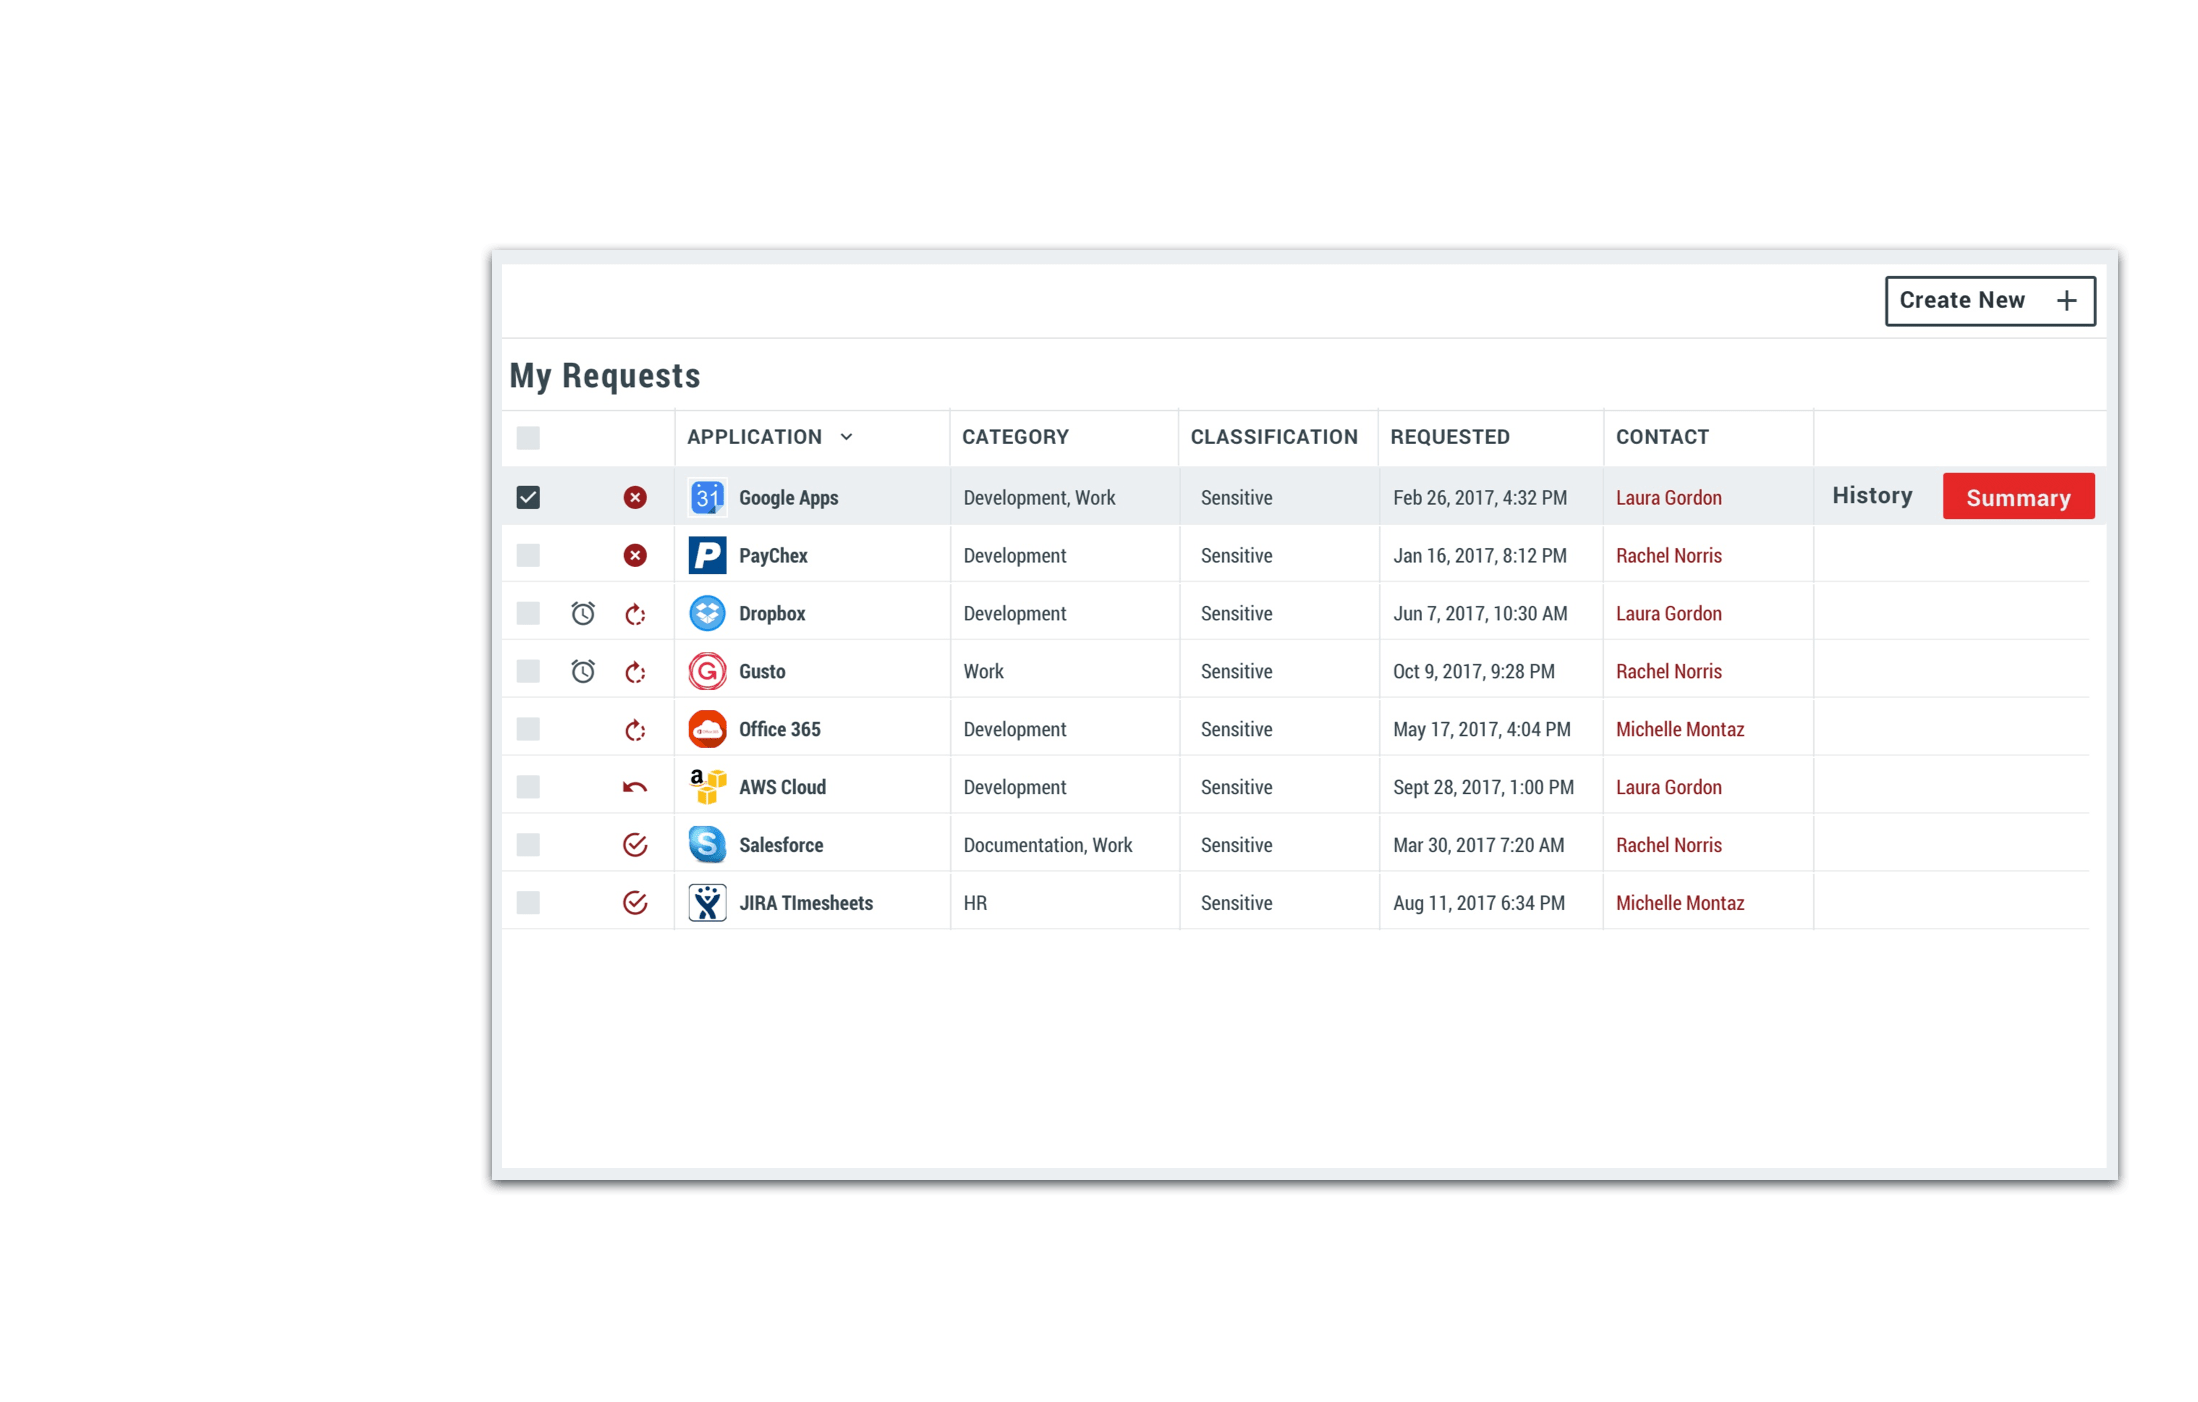 Create New +
My Requests
APPLICATION CATEGORY CLASSIFICATION REQUESTED CONTACT
31 Google Apps Development, Work Sensitive Feb 26, 2017, 4:32 PM Laura Gordon History Summary
P PayChex Development Sensitive Jan 16, 2017, 8:12 PM Rachel Norris
Dropbox Development Sensitive Jun 7, 2017, 10:30 AM Laura Gordon
G Gusto Work Sensitive Oct 9, 2017, 9:28 PM Rachel Norris
Office 365 Development Sensitive May 17, 2017, 4:04 PM Michelle Montaz
a AWS Cloud Development Sensitive Sept 28, 2017, 1:00 PM Laura Gordon
S Salesforce Documentation, Work Sensitive Mar 30, 2017 7:20 AM Rachel Norris
JIRA TImesheets HR Sensitive Aug 11, 2017 6:34 PM Michelle Montaz